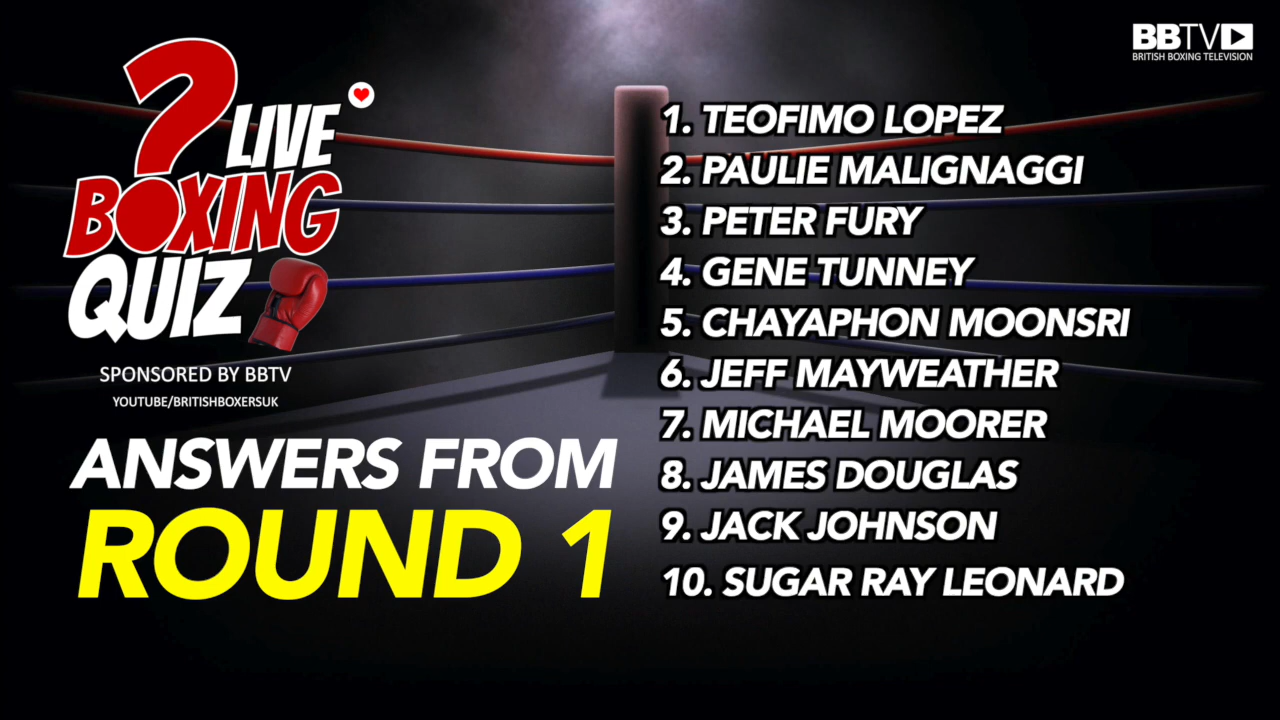 BBTV
BRITISH BOXING TELEVISION
? LIVE
BOXING
QUIZ
SPONSORED BY BBTV
YOUTUBE/BRITISHBOXERSUK
ANSWERS FROM
ROUND 1
1. TEOFIMO LOPEZ
2. PAULIE MALIGNAGGI
3. PETER FURY
4. GENE TUNNEY
5. CHAYAPHON MOONSRI
6. JEFF MAYWEATHER
7. MICHAEL MOORER
8. JAMES DOUGLAS
9. JACK JOHNSON
10. SUGAR RAY LEONARD